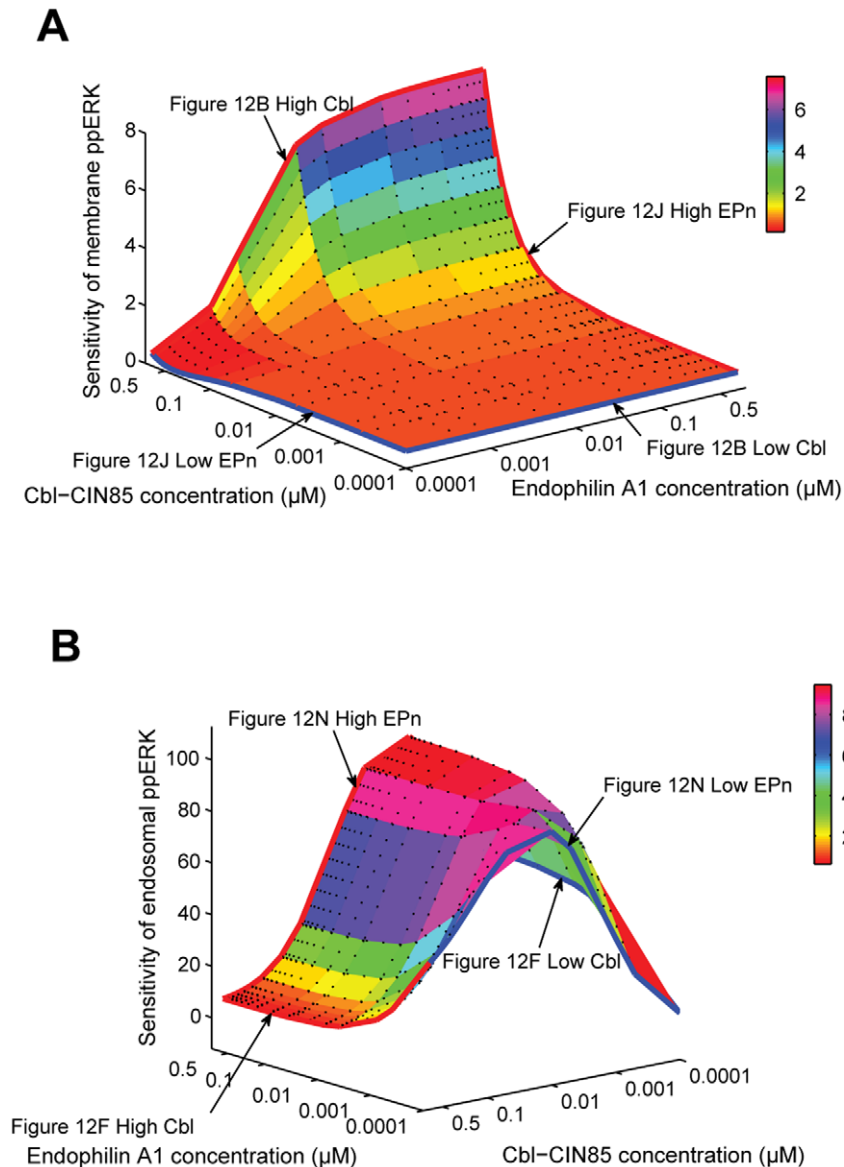 A
Figure 12B High Cbl
Figure 12J High EPn
Figure 12J Low EPn
Figure 12B Low Cbl
Sensitivity of membrane ppERK
8
6
4
2
0
0.5
0.1
0.01
0.001
0.0001
Cbl−CIN85 concentration (μM)
0.0001
0.001
0.01
0.1
0.5
Endophilin A1 concentration (μM)
6
4
2
B
Figure 12N High EPn
Figure 12N Low EPn
Figure 12F Low Cbl
Figure 12F High Cbl
Sensitivity of endosomal ppERK
100
80
60
40
20
0
0.5
0.1
0.01
0.001
0.0001
Endophilin A1 concentration (μM)
0.5
0.1
0.01
0.001
0.0001
Cbl−CIN85 concentration (μM)